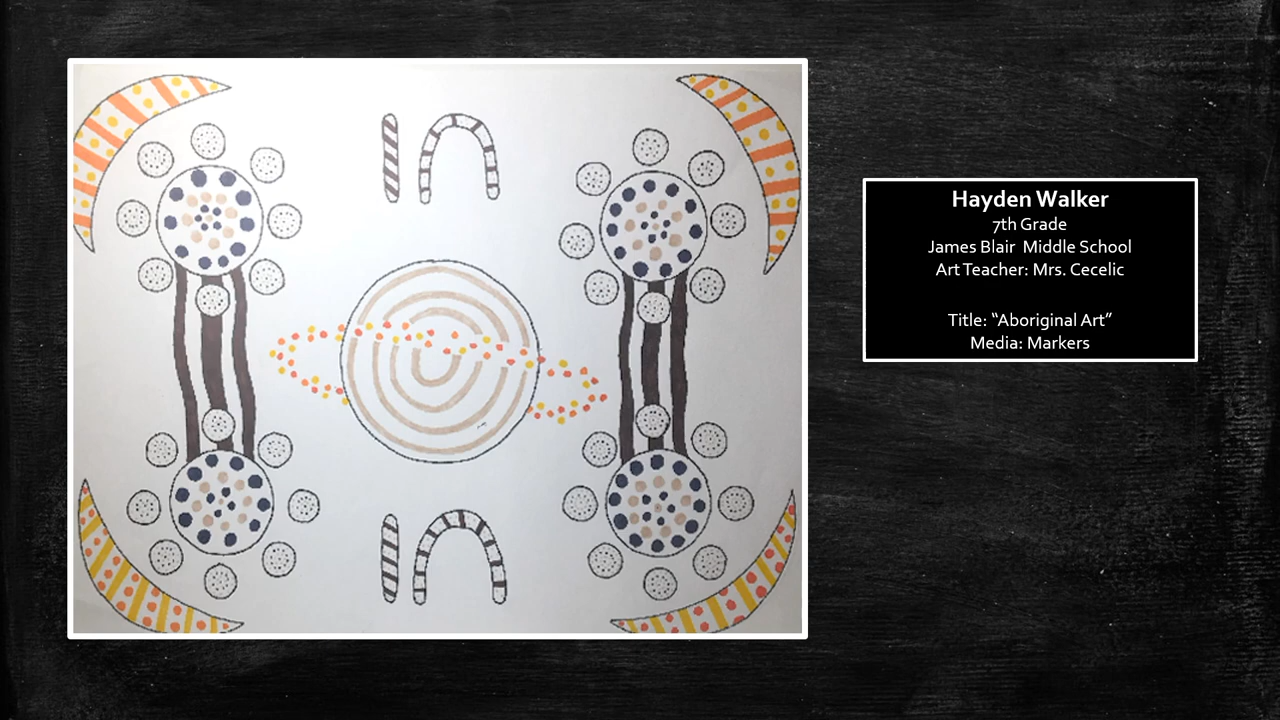 Hayden Walker
7th Grade
James Blair Middle School
Art Teacher: Mrs. Cecelic
Title: “Aboriginal Art”
Media: Markers